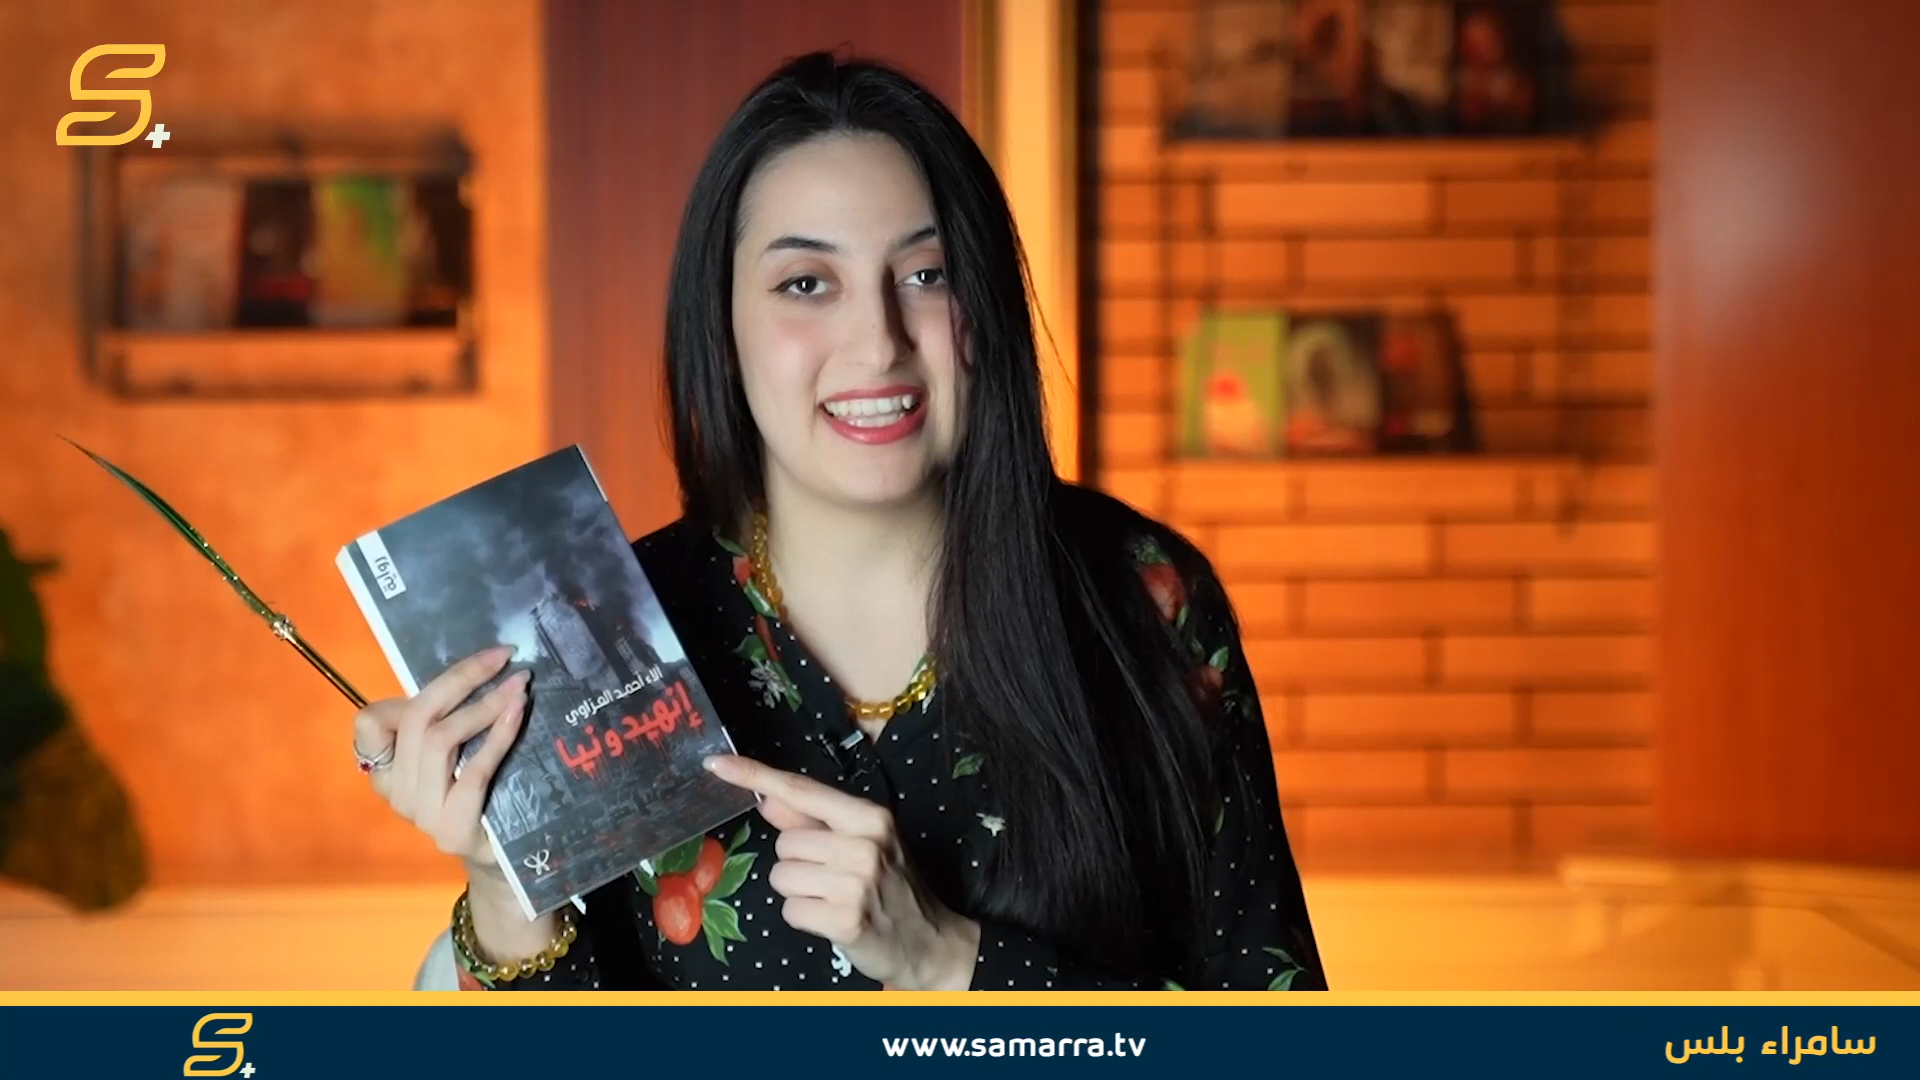 S+
رواية
آلاء أحمد العزاوي
إنهيدونيا
S+
www.samarra.tv
سامراء بلس